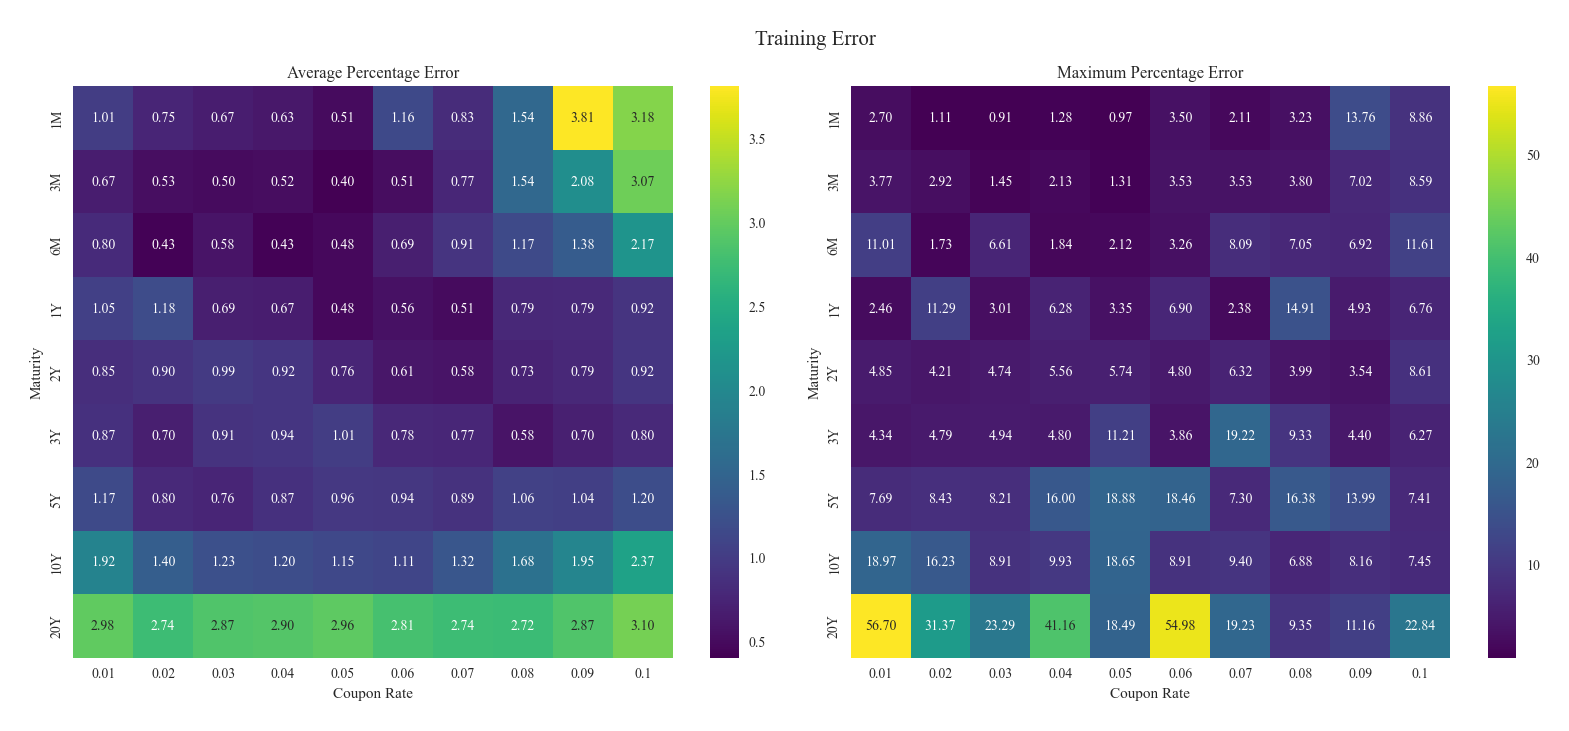 Training Error
Average Percentage Error
Maximum Percentage Error
1M 1.01 0.75 0.67 0.63 0.51 1.16 0.83 1.54 3.81 3.18
3M 0.67 0.53 0.50 0.52 0.40 0.51 0.77 1.54 2.08 3.07
6M 0.80 0.43 0.58 0.43 0.48 0.69 0.91 1.17 1.38 2.17
1Y 1.05 1.18 0.69 0.67 0.48 0.56 0.51 0.79 0.79 0.92
2Y 0.85 0.90 0.99 0.92 0.76 0.61 0.58 0.73 0.79 0.92
3Y 0.87 0.70 0.91 0.94 1.01 0.78 0.77 0.58 0.70 0.80
5Y 1.17 0.80 0.76 0.87 0.96 0.94 0.89 1.06 1.04 1.20
10Y 1.92 1.40 1.23 1.20 1.15 1.11 1.32 1.68 1.95 2.37
20Y 2.98 2.74 2.87 2.90 2.96 2.81 2.74 2.72 2.87 3.10
0.01 0.02 0.03 0.04 0.05 0.06 0.07 0.08 0.09 0.1
Coupon Rate
Maturity
3.5
3.0
2.5
2.0
1.5
1.0
0.5
1M 2.70 1.11 0.91 1.28 0.97 3.50 2.11 3.23 13.76 8.86
3M 3.77 2.92 1.45 2.13 1.31 3.53 3.53 3.80 7.02 8.59
6M 11.01 1.73 6.61 1.84 2.12 3.26 8.09 7.05 6.92 11.61
1Y 2.46 11.29 3.01 6.28 3.35 6.90 2.38 14.91 4.93 6.76
2Y 4.85 4.21 4.74 5.56 5.74 4.80 6.32 3.99 3.54 8.61
3Y 4.34 4.79 4.94 4.80 11.21 3.86 19.22 9.33 4.40 6.27
5Y 7.69 8.43 8.21 16.00 18.88 18.46 7.30 16.38 13.99 7.41
10Y 18.97 16.23 8.91 9.93 18.65 8.91 9.40 6.88 8.16 7.45
20Y 56.70 31.37 23.29 41.16 18.49 54.98 19.23 9.35 11.16 22.84
0.01 0.02 0.03 0.04 0.05 0.06 0.07 0.08 0.09 0.1
Coupon Rate
Maturity
50
40
30
20
10